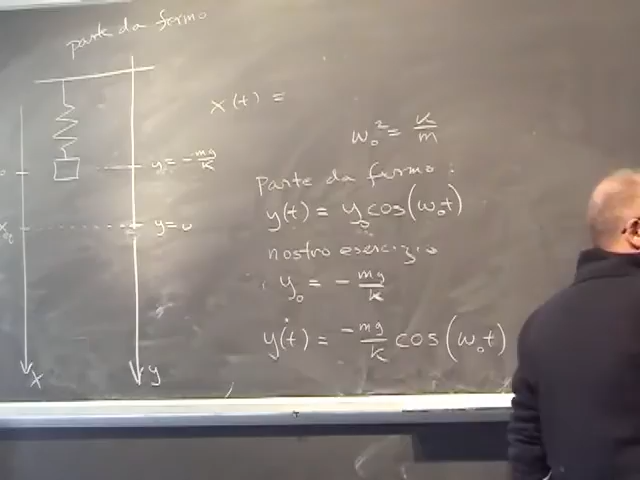 parte da fermo
x(t) =
ω₀² = K/m
y = -mg/K
Parte da fermo:
y(t) = y₀ cos(ω₀t)
y = 0
nostro esercizio
y₀ = -mg/K
y(t) = -mg/K cos(ω₀t)
x
y